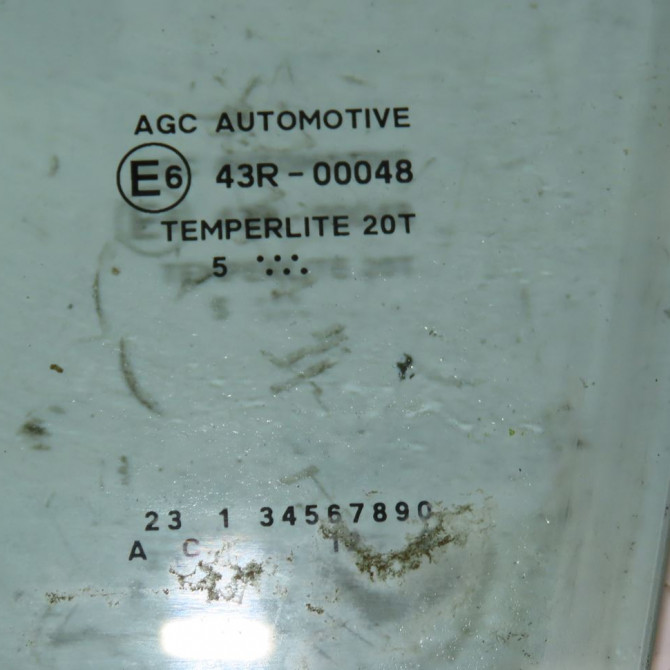 AGC AUTOMOTIVE
E6 43R-00048
TEMPERLITE 20T
5 ∵∴
23 1 34567890
A C